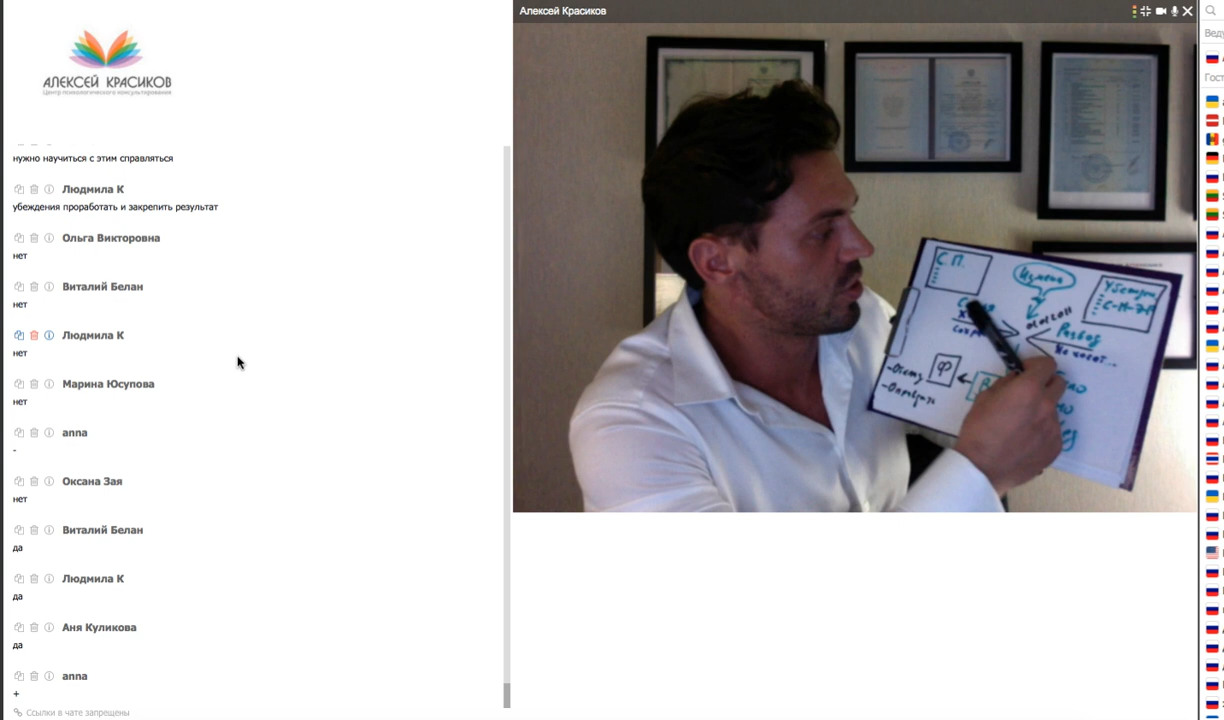 АЛЕКСЕЙ КРАСИКОВ
Центр психологического консультирования
нужно научиться с этим справляться
Людмила К
убеждения проработать и закрепить результат
Ольга Викторовна
нет
Виталий Белан
нет
Людмила К
нет
Марина Юсупова
нет
anna
-
Оксана Зая
нет
Виталий Белан
да
Людмила К
да
Аня Куликова
да
anna
+
Ссылки в чате запрещены
Алексей Красиков
С.П.
Развод
Ф
В